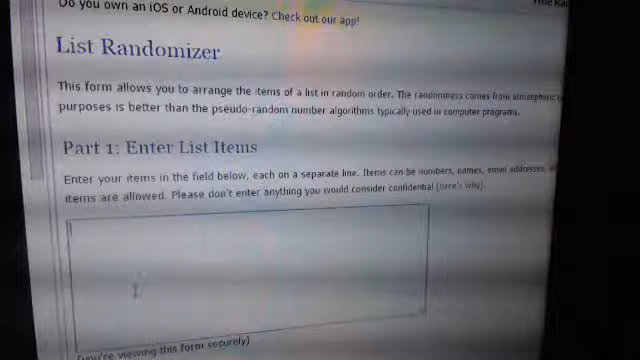 Do you own an iOS or Android device? Check out our app!
List Randomizer
This form allows you to arrange the items of a list in random order. The randomness comes from atmospheric
purposes is better than the pseudo-random number algorithms typically used in computer programs.
Part 1: Enter List Items
Enter your items in the field below, each on a separate line. Items can be numbers, names, email addresses,
items are allowed. Please don't enter anything you would consider confidential (here's why).
(you're viewing this form securely)